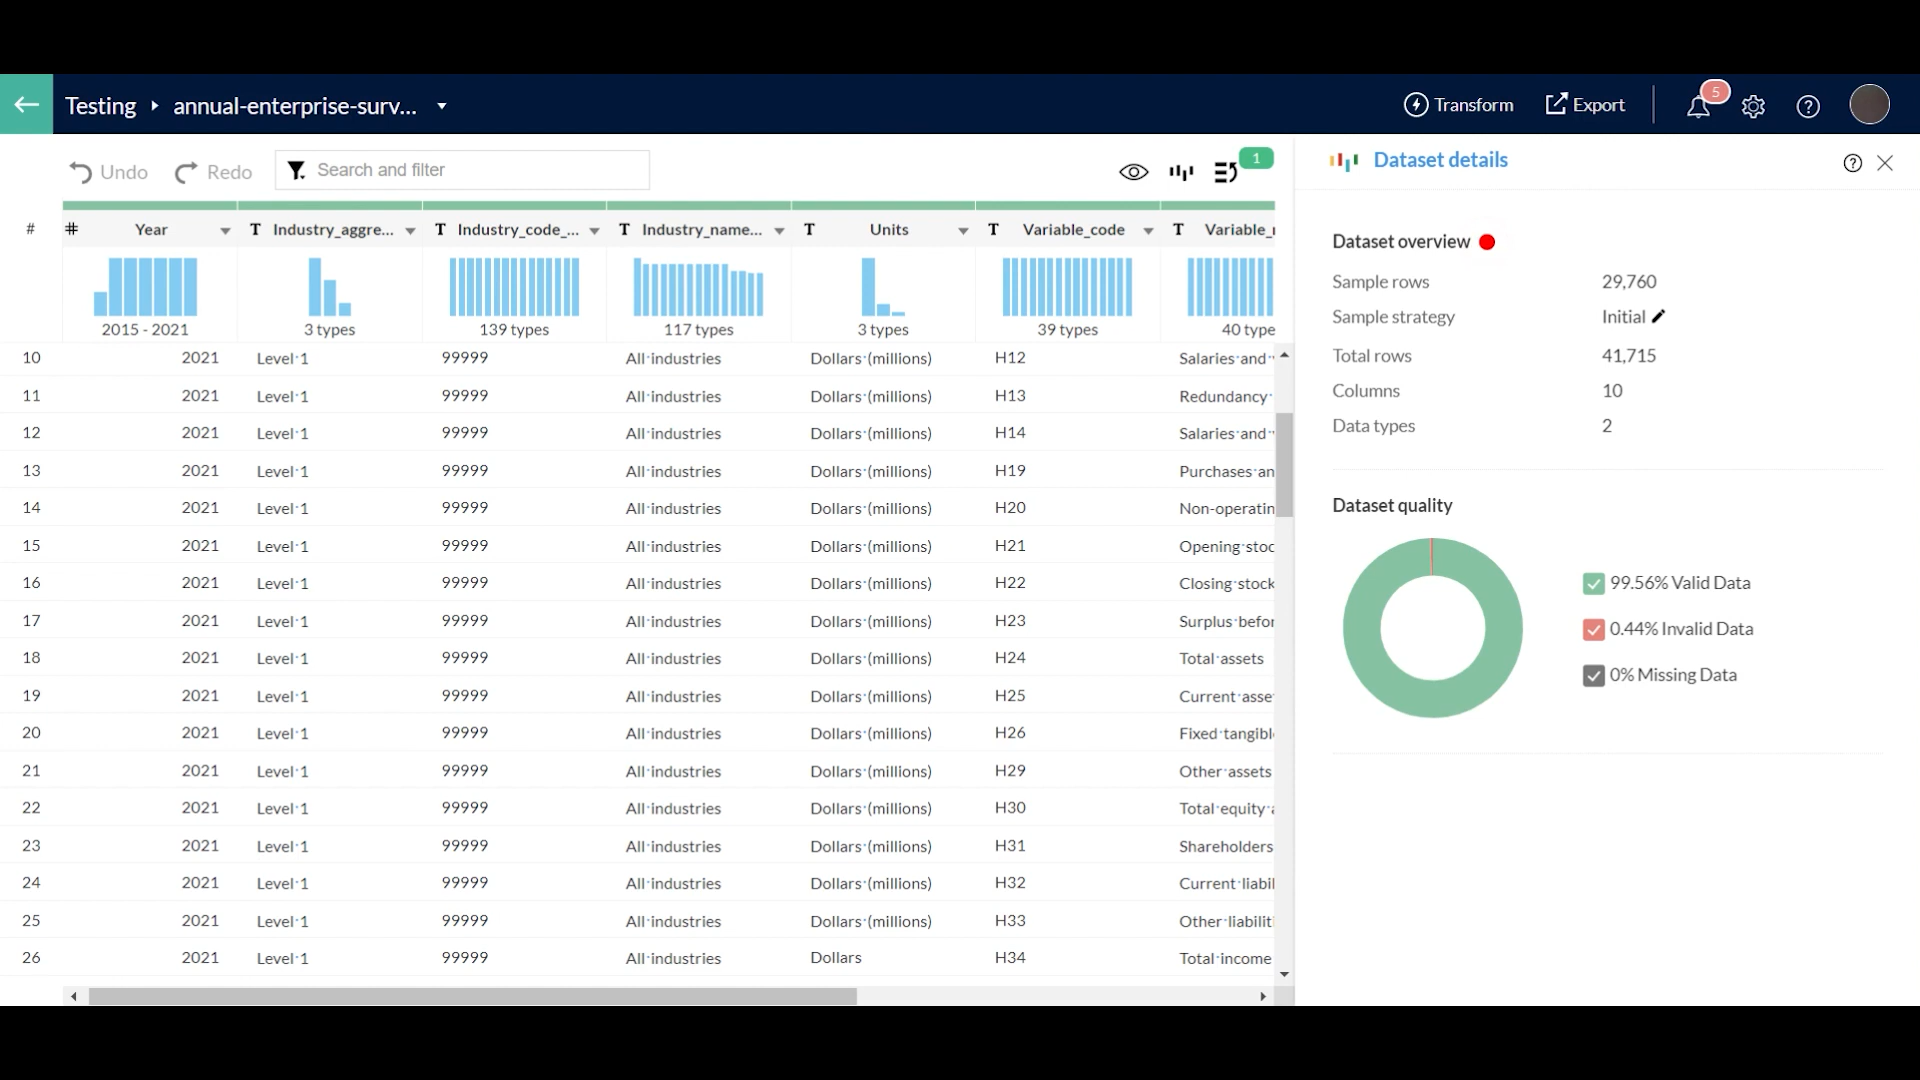 Testing annual-enterprise-surv... Transform Export 5
Undo Redo Search and filter 1 Dataset details
# # Year T Industry_aggre... T Industry_code_... T Industry_name... T Units T Variable_code T Variable_
2015 - 2021 3 types 139 types 117 types 3 types 39 types 40 type
10 2021 Level·1 99999 All·industries Dollars·(millions) H12 Salaries·and·
11 2021 Level·1 99999 All·industries Dollars·(millions) H13 Redundancy·
12 2021 Level·1 99999 All·industries Dollars·(millions) H14 Salaries·and·
13 2021 Level·1 99999 All·industries Dollars·(millions) H19 Purchases·an
14 2021 Level·1 99999 All·industries Dollars·(millions) H20 Non-operatin
15 2021 Level·1 99999 All·industries Dollars·(millions) H21 Opening·stoc
16 2021 Level·1 99999 All·industries Dollars·(millions) H22 Closing·stock
17 2021 Level·1 99999 All·industries Dollars·(millions) H23 Surplus·befor
18 2021 Level·1 99999 All·industries Dollars·(millions) H24 Total·assets
19 2021 Level·1 99999 All·industries Dollars·(millions) H25 Current·asse
20 2021 Level·1 99999 All·industries Dollars·(millions) H26 Fixed·tangibl
21 2021 Level·1 99999 All·industries Dollars·(millions) H29 Other·assets
22 2021 Level·1 99999 All·industries Dollars·(millions) H30 Total·equity·a
23 2021 Level·1 99999 All·industries Dollars·(millions) H31 Shareholders
24 2021 Level·1 99999 All·industries Dollars·(millions) H32 Current·liabil
25 2021 Level·1 99999 All·industries Dollars·(millions) H33 Other·liabiliti
26 2021 Level·1 99999 All·industries Dollars H34 Total·income
Dataset overview
Sample rows 29,760
Sample strategy Initial
Total rows 41,715
Columns 10
Data types 2
Dataset quality
99.56% Valid Data
0.44% Invalid Data
0% Missing Data